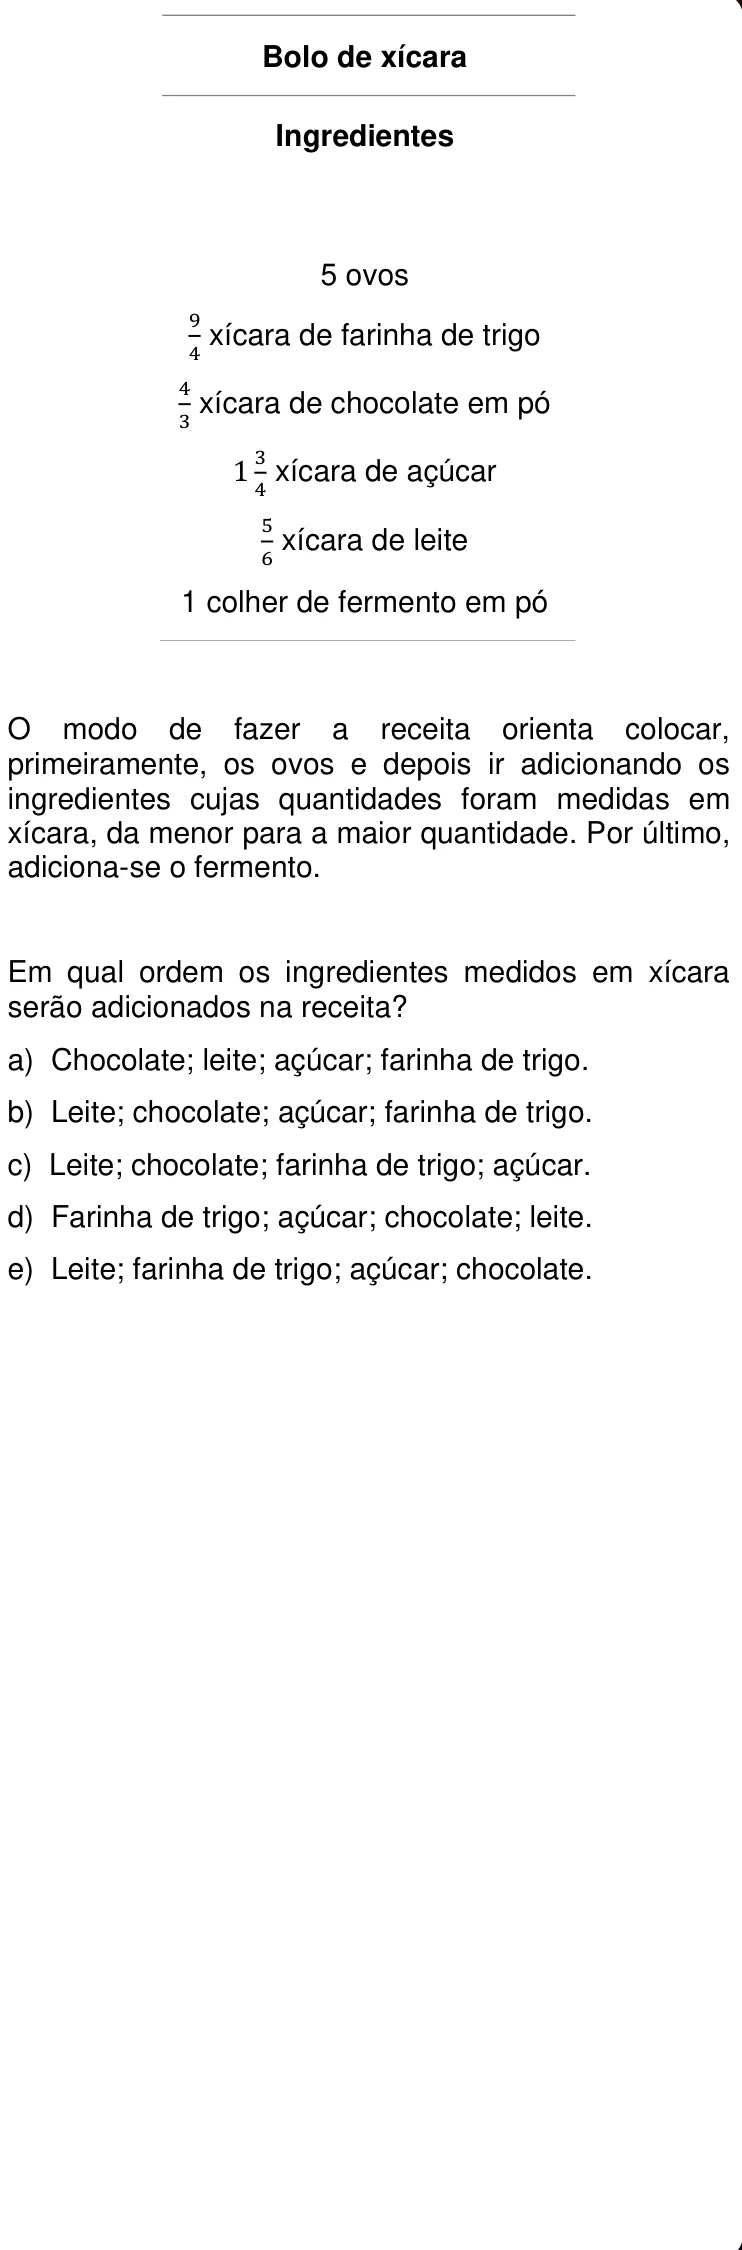 Bolo de xícara
Ingredientes
5 ovos
9/4 xícara de farinha de trigo
4/3 xícara de chocolate em pó
1 3/4 xícara de açúcar
5/6 xícara de leite
1 colher de fermento em pó
O modo de fazer a receita orienta colocar,
primeiramente, os ovos e depois ir adicionando os
ingredientes cujas quantidades foram medidas em
xícara, da menor para a maior quantidade. Por último,
adiciona-se o fermento.
Em qual ordem os ingredientes medidos em xícara
serão adicionados na receita?
a) Chocolate; leite; açúcar; farinha de trigo.
b) Leite; chocolate; açúcar; farinha de trigo.
c) Leite; chocolate; farinha de trigo; açúcar.
d) Farinha de trigo; açúcar; chocolate; leite.
e) Leite; farinha de trigo; açúcar; chocolate.